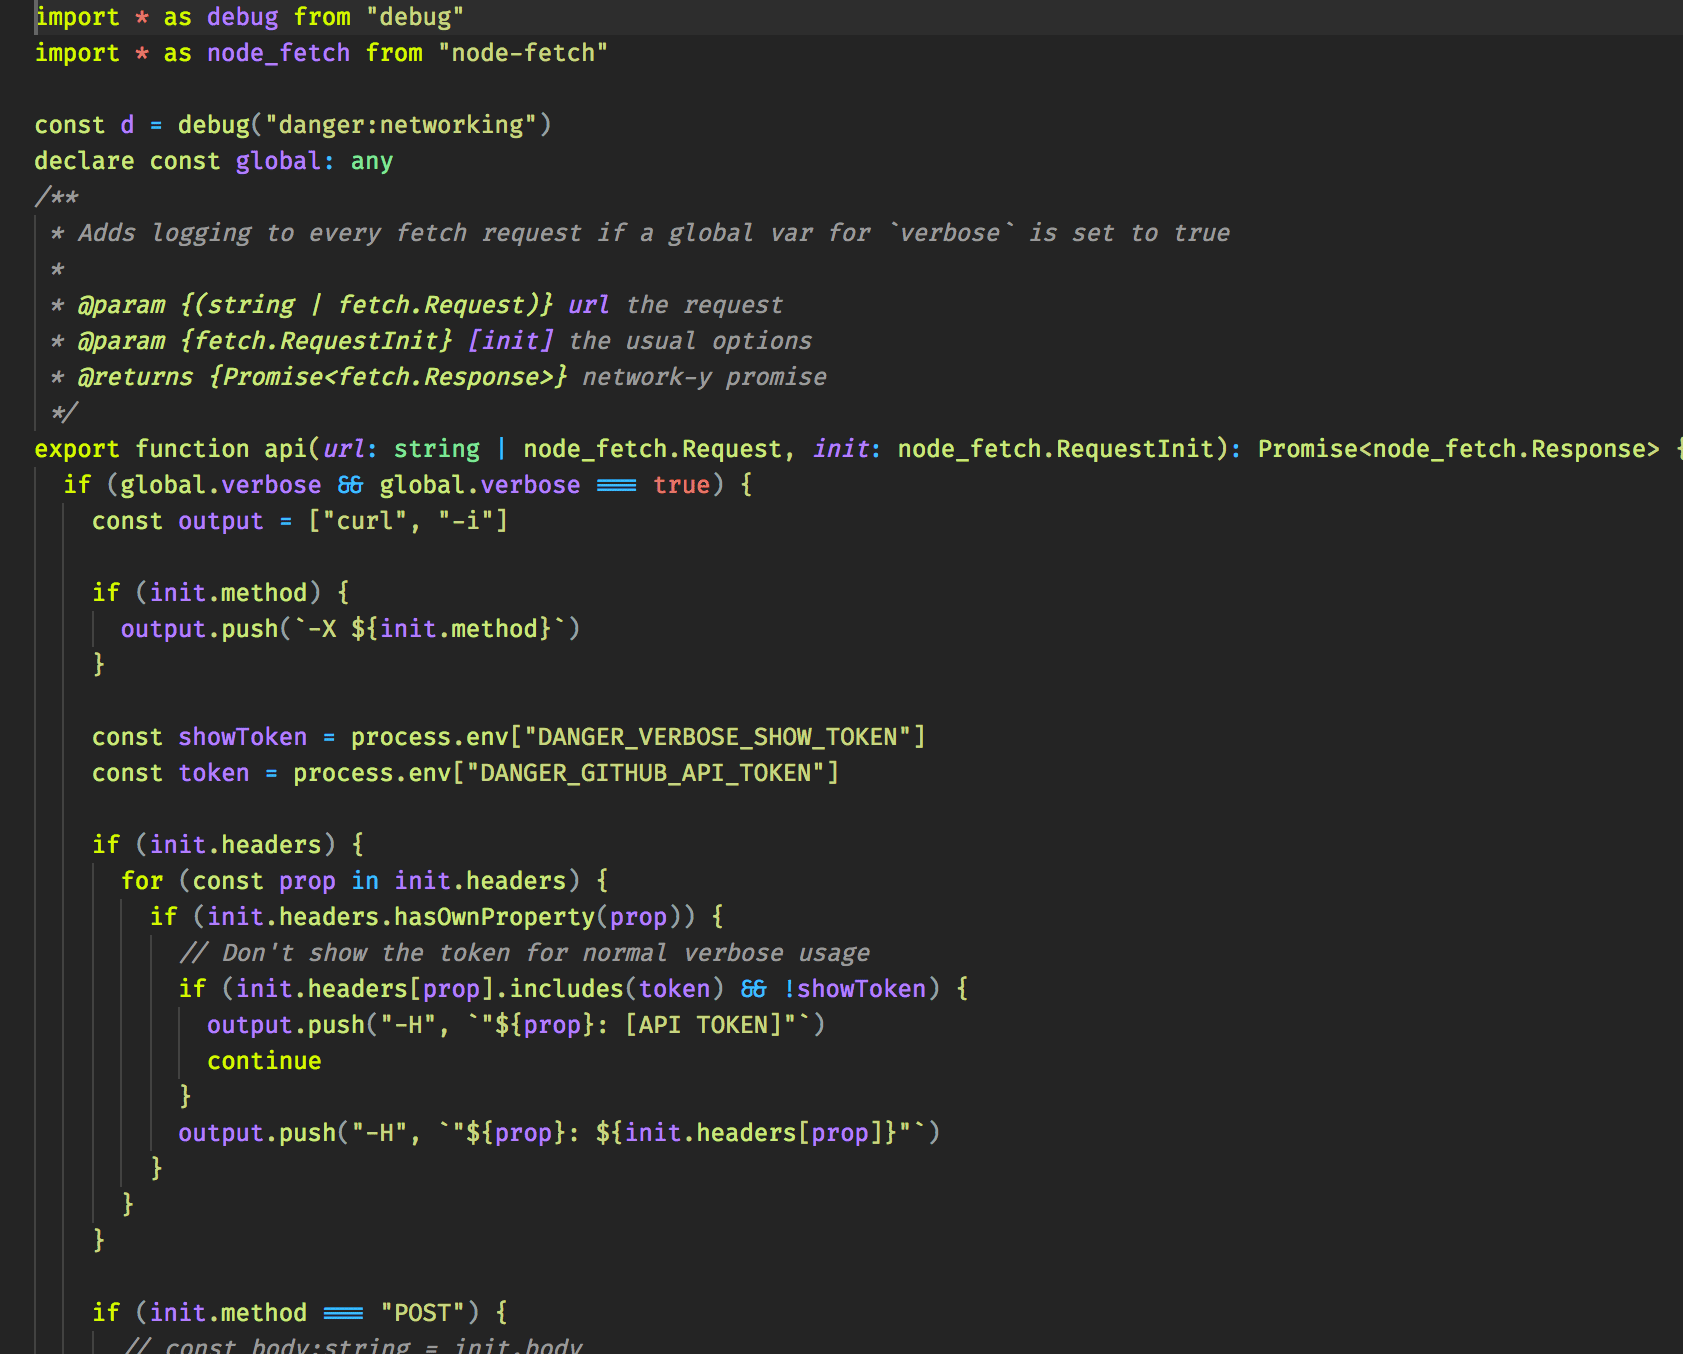 import * as debug from "debug"
import * as node_fetch from "node-fetch"
const d = debug("danger:networking")
declare const global: any
/**
 * Adds logging to every fetch request if a global var for `verbose` is set to true
 *
 * @param {(string | fetch.Request)} url the request
 * @param {fetch.RequestInit} [init] the usual options
 * @returns {Promise<fetch.Response>} network-y promise
 */
export function api(url: string | node_fetch.Request, init: node_fetch.RequestInit): Promise<node_fetch.Response> {
  if (global.verbose && global.verbose === true) {
    const output = ["curl", "-i"]
    if (init.method) {
      output.push(`-X ${init.method}`)
    }
    const showToken = process.env["DANGER_VERBOSE_SHOW_TOKEN"]
    const token = process.env["DANGER_GITHUB_API_TOKEN"]
    if (init.headers) {
      for (const prop in init.headers) {
        if (init.headers.hasOwnProperty(prop)) {
          // Don't show the token for normal verbose usage
          if (init.headers[prop].includes(token) && !showToken) {
            output.push("-H", `"${prop}: [API TOKEN]"`)
            continue
          }
          output.push("-H", `"${prop}: ${init.headers[prop]}"`)
        }
      }
    }
    if (init.method === "POST") {
      // const body:string = init.body